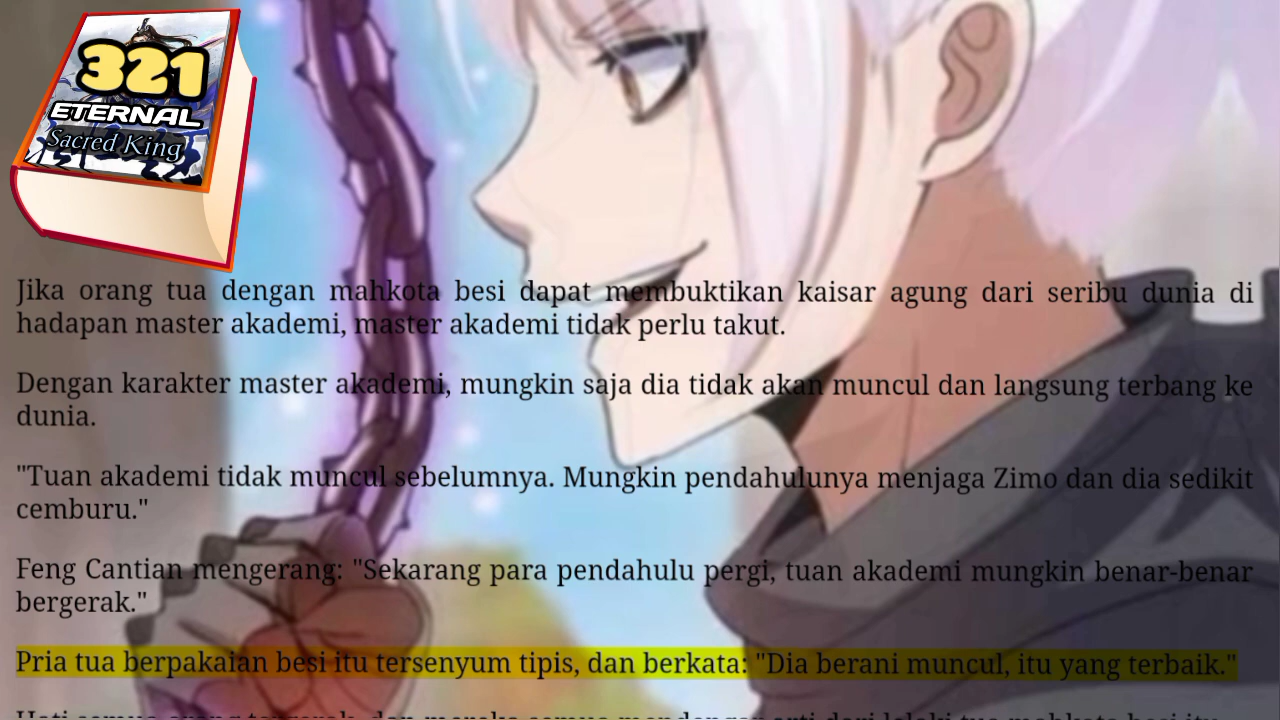 321
ETERNAL
Sacred King
Jika orang tua dengan mahkota besi dapat membuktikan kaisar agung dari seribu dunia di
hadapan master akademi, master akademi tidak perlu takut.
Dengan karakter master akademi, mungkin saja dia tidak akan muncul dan langsung terbang ke
dunia.
"Tuan akademi tidak muncul sebelumnya. Mungkin pendahulunya menjaga Zimo dan dia sedikit
cemburu."
Feng Cantian mengerang: "Sekarang para pendahulu pergi, tuan akademi mungkin benar-benar
bergerak."
Pria tua berpakaian besi itu tersenyum tipis, dan berkata: "Dia berani muncul, itu yang terbaik."